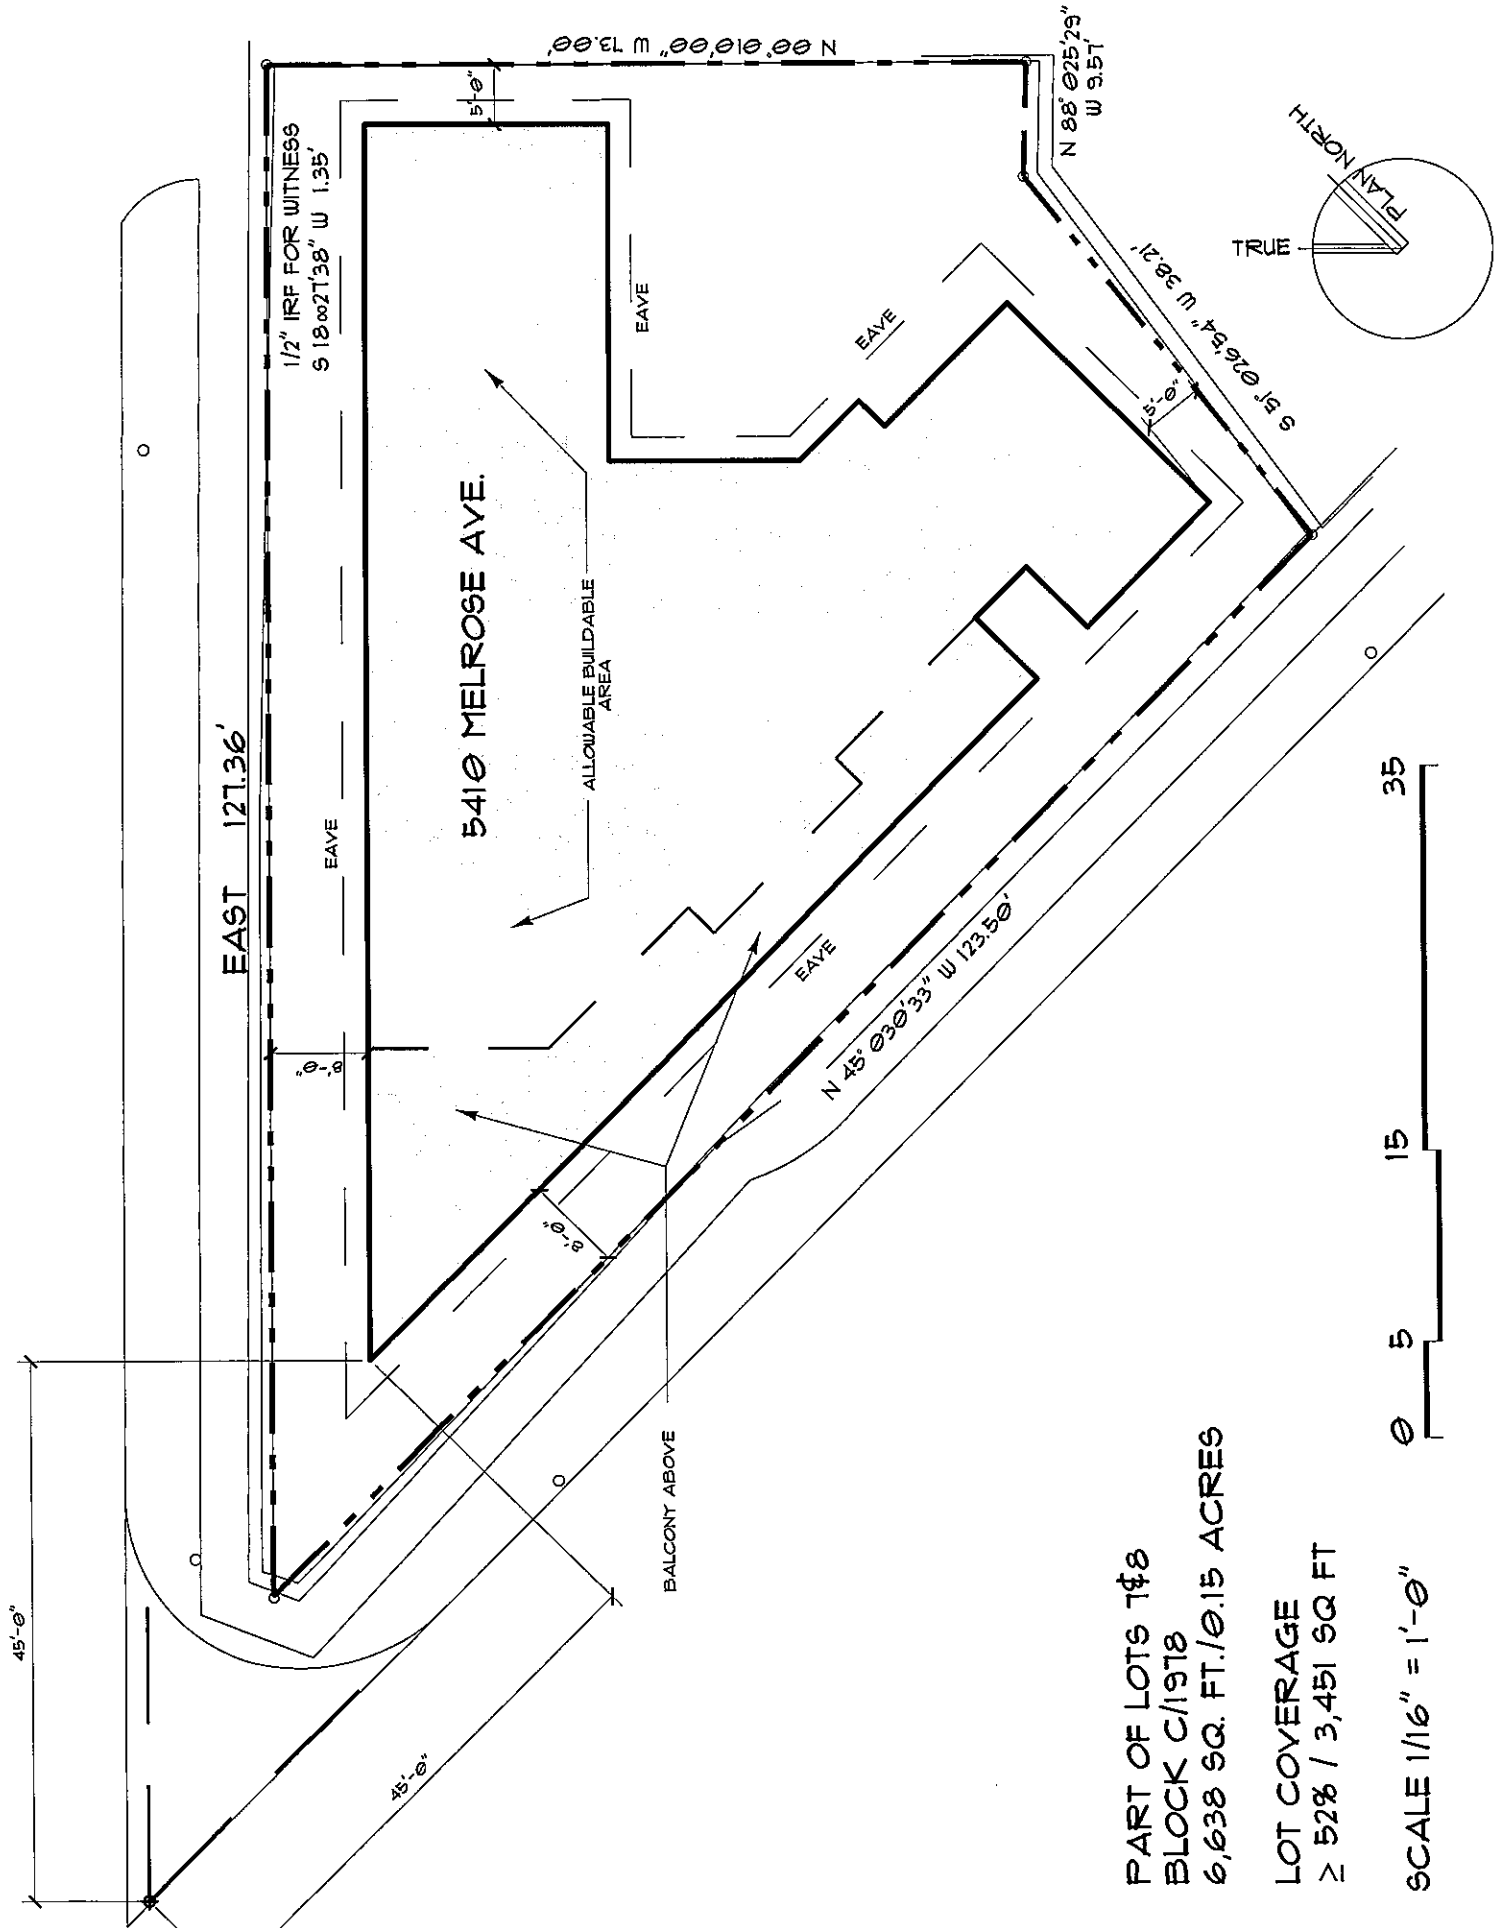 45'-0"
45'-0"
EAST 127.36'
1/2" IRF FOR WITNESS
S 180027'38" W 1.35'
N 00°010'00" W 73.00'
5'-0"
EAVE
8'-0"
5410 MELROSE AVE.
ALLOWABLE BUILDABLE
AREA
EAVE
EAVE
N 88° 025'29"
W 9.57'
S 51° 026'54" W 38.21'
5'-0"
EAVE
N 45° 030'33" W 123.50'
8'-0"
BALCONY ABOVE
TRUE
PLAN NORTH
PART OF LOTS 7&8
BLOCK C/1978
6,638 SQ. FT./0.15 ACRES
LOT COVERAGE
≥ 52% / 3,451 SQ FT
SCALE 1/16" = 1'-0"
0 5 15 35